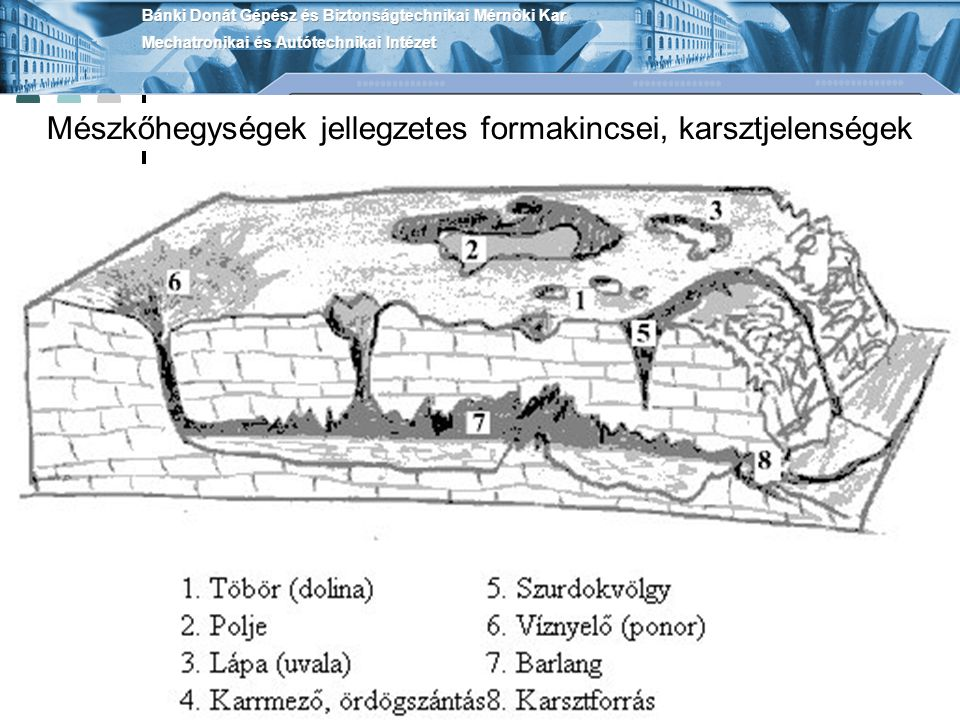 Bánki Donát Gépész és Biztonságtechnikai Mérnöki Kar
Mechatronikai és Autótechnikai Intézet
Mészkőhegységek jellegzetes formakincsei, karsztjelenségek
3
2
6
1
5
7
8
1. Töbör (dolina)
2. Polje
3. Lápa (uvala)
4. Karrmező, ördögszántás
5. Szurdokvölgy
6. Víznyelő (ponor)
7. Barlang
8. Karsztforrás